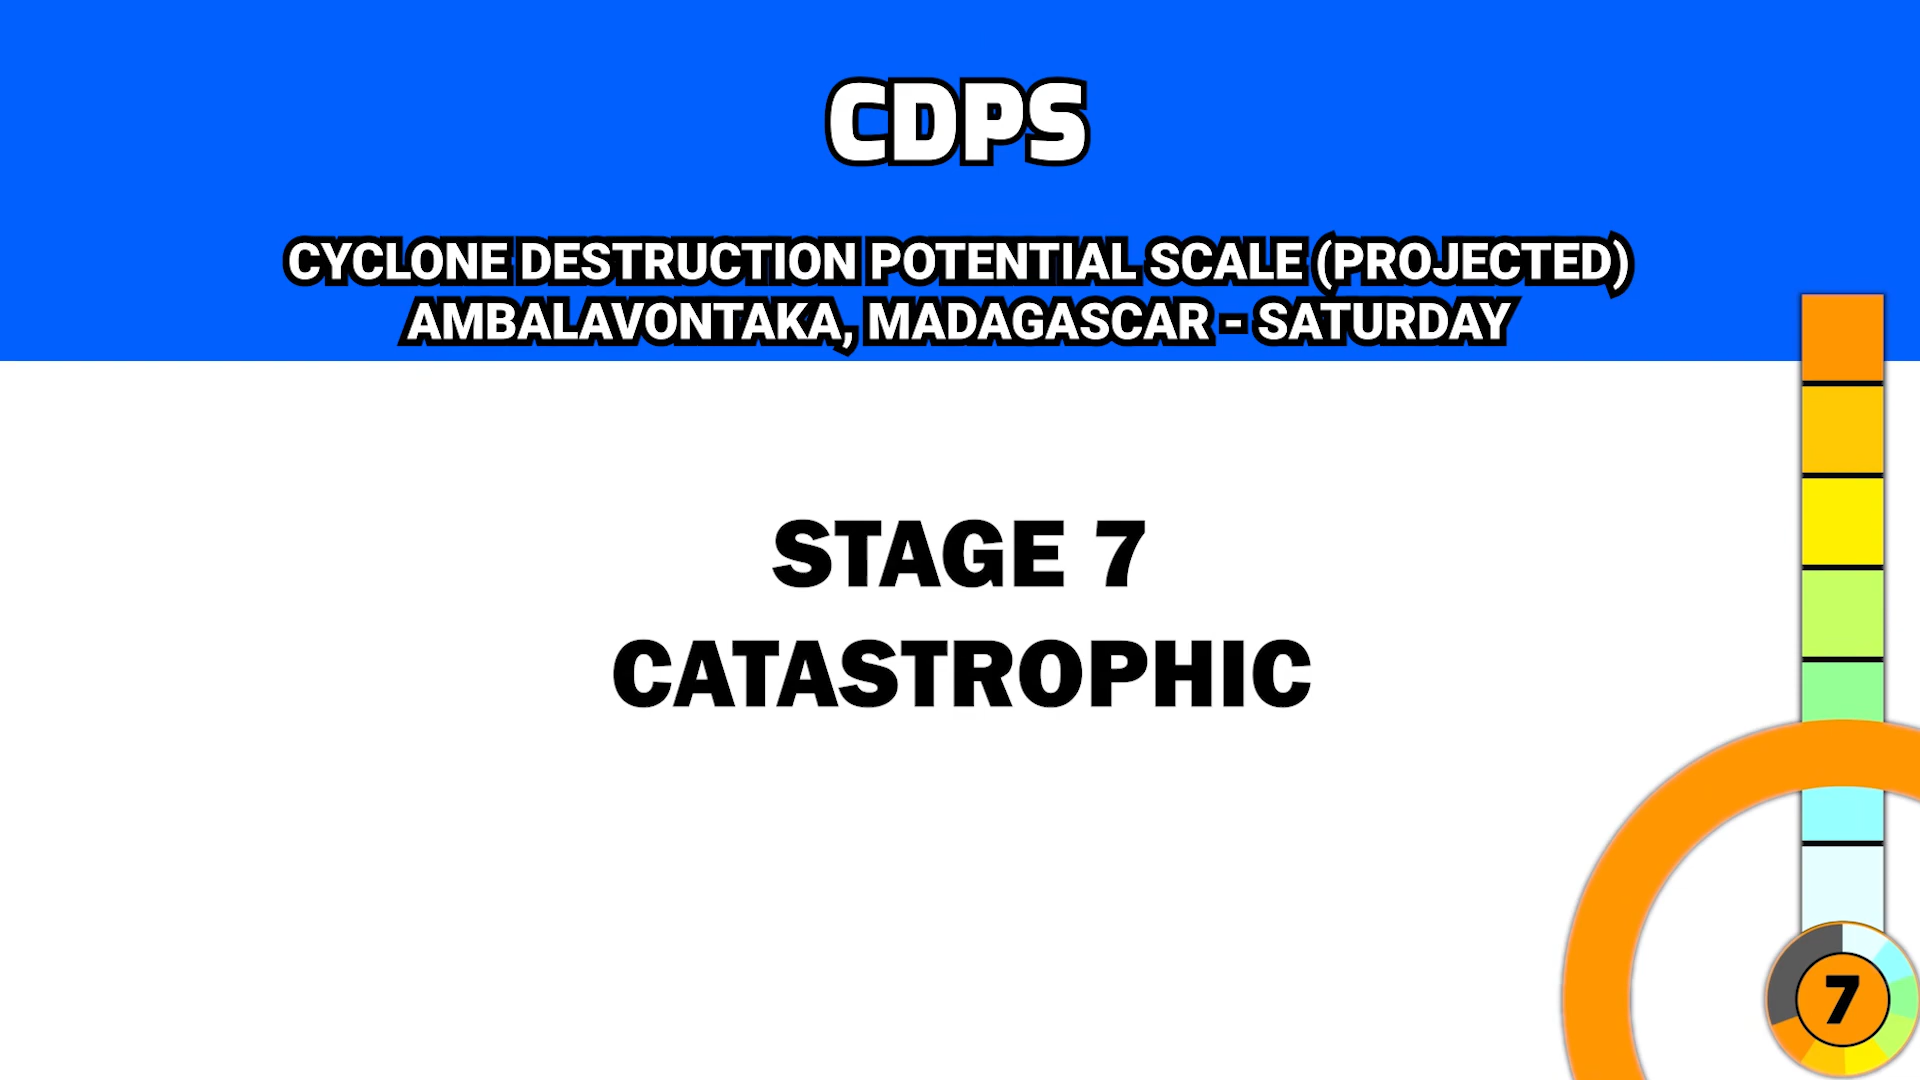 CDPS
CYCLONE DESTRUCTION POTENTIAL SCALE (PROJECTED)
AMBALAVONTAKA, MADAGASCAR - SATURDAY
STAGE 7
CATASTROPHIC
7